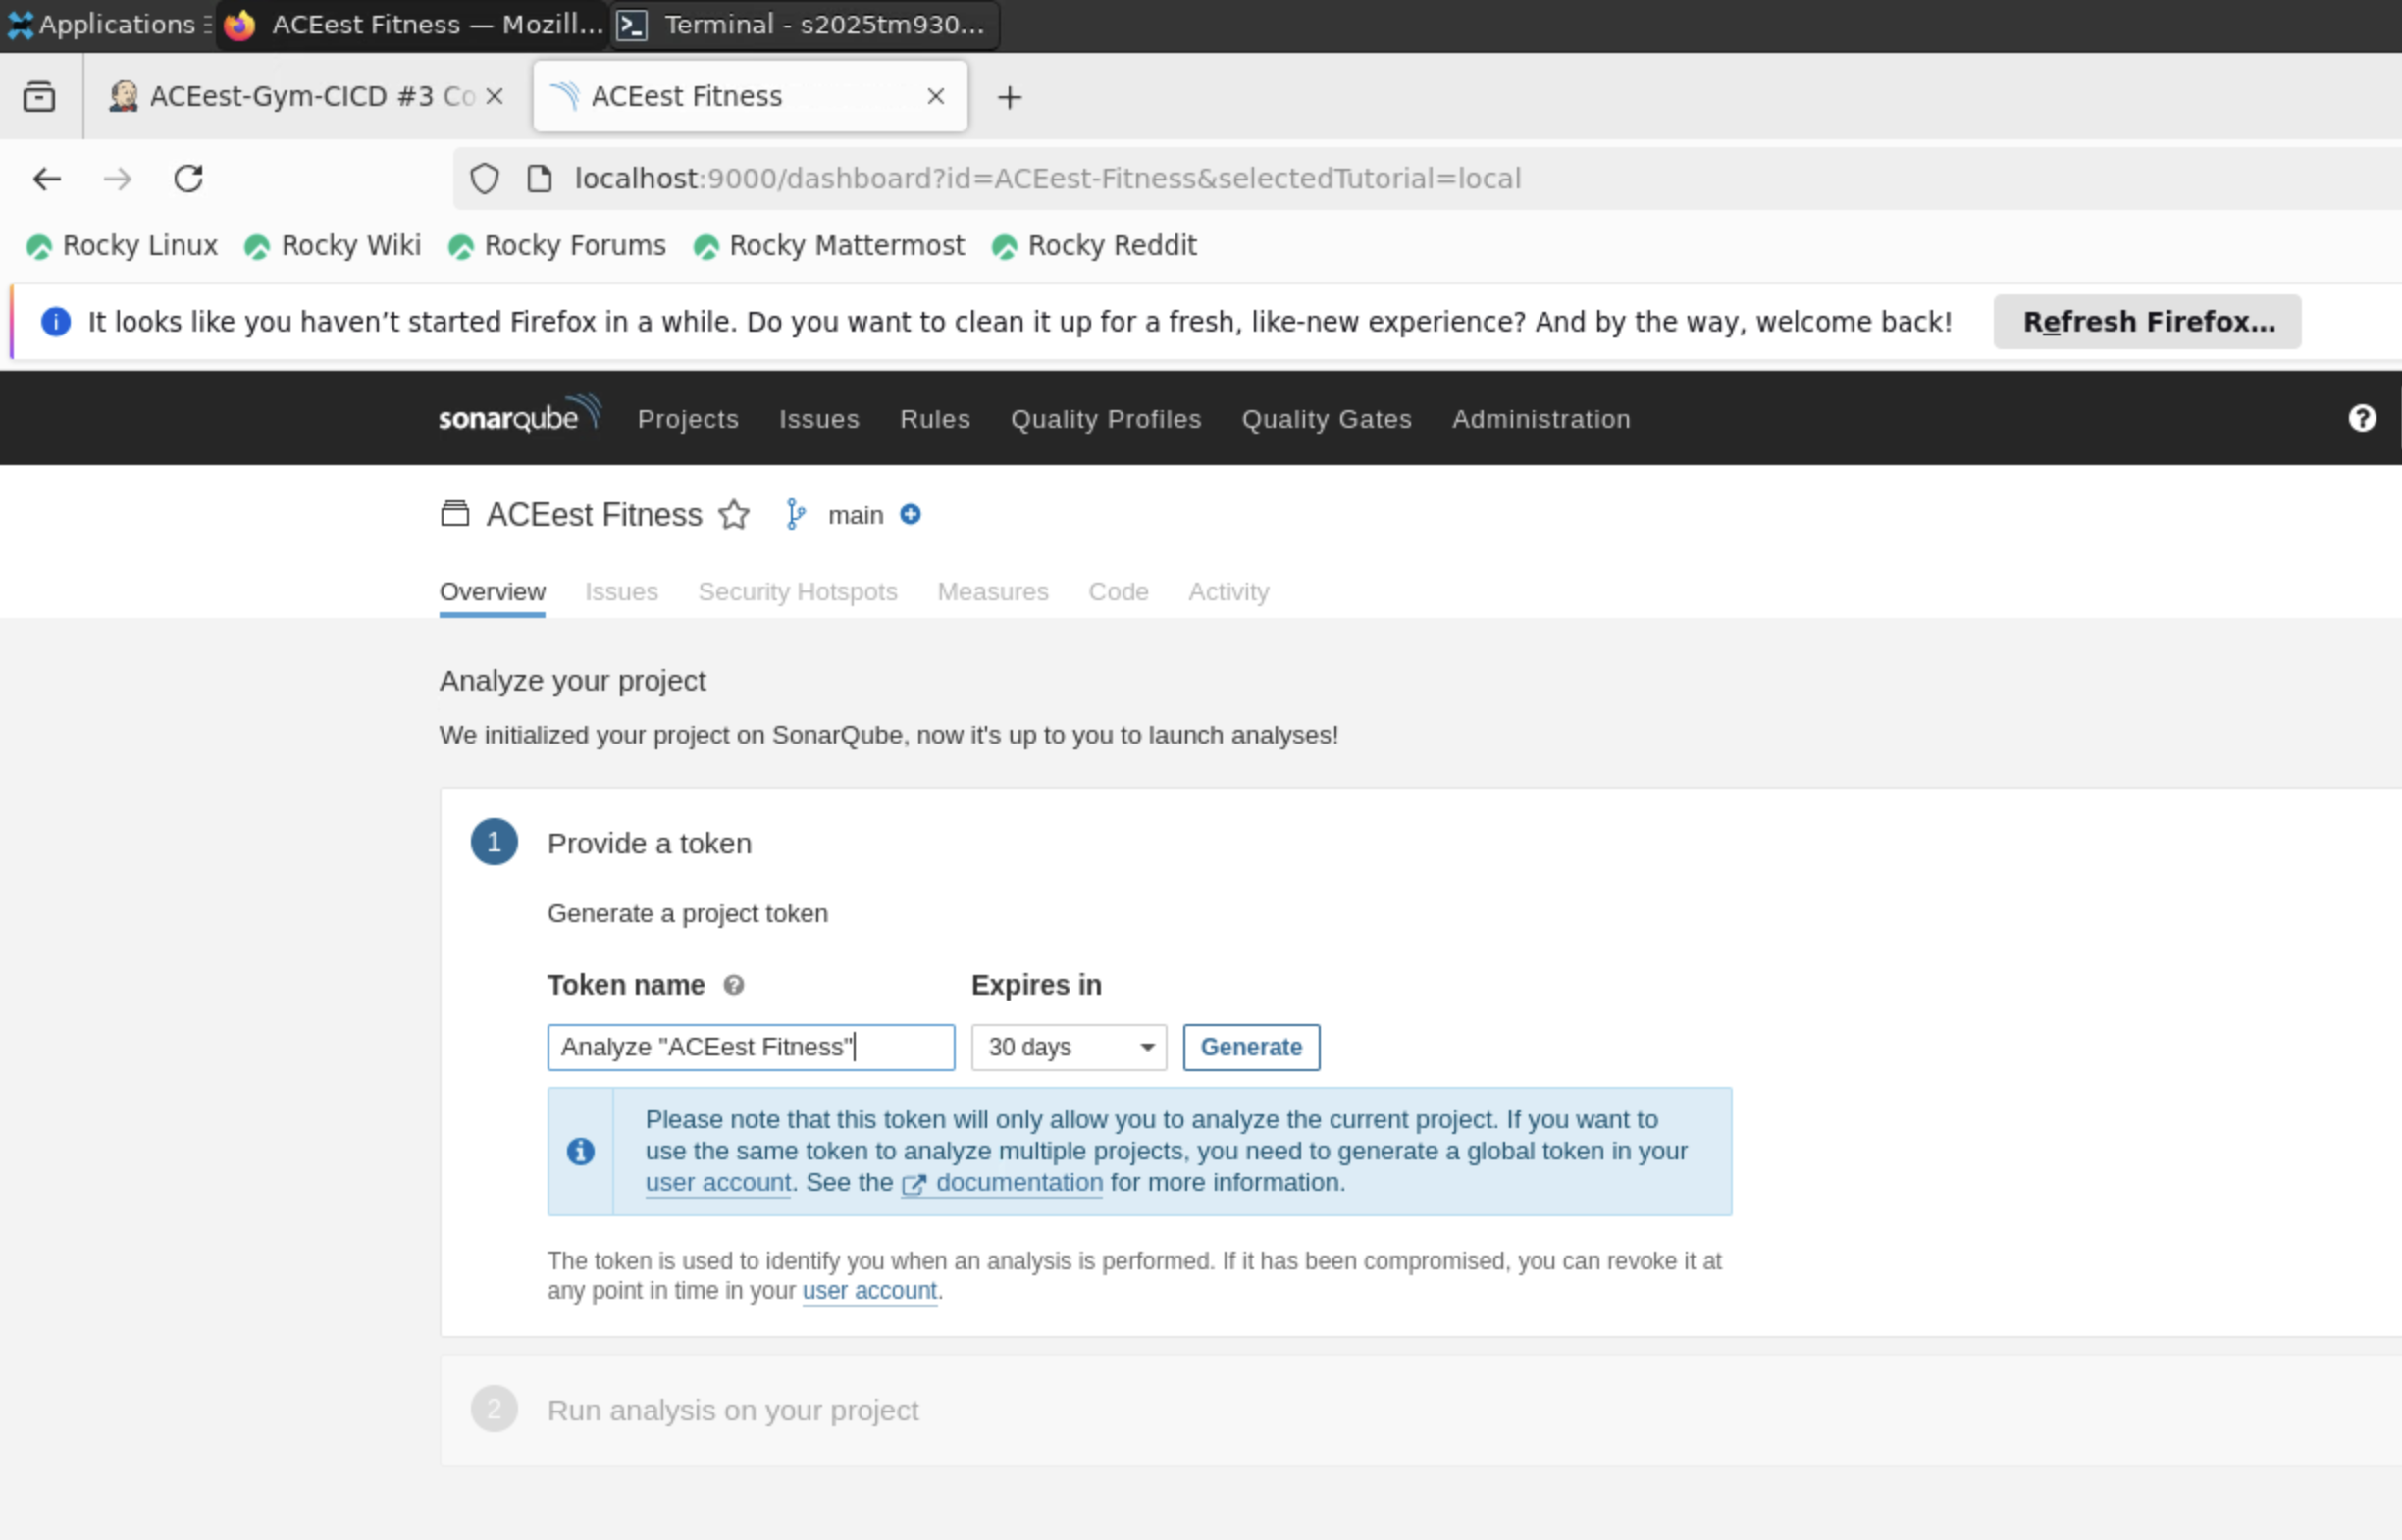 Applications
ACEest Fitness — Mozill...
Terminal - s2025tm930...
ACEest-Gym-CICD #3 Co
ACEest Fitness
localhost:9000/dashboard?id=ACEest-Fitness&selectedTutorial=local
Rocky Linux Rocky Wiki Rocky Forums Rocky Mattermost Rocky Reddit
It looks like you haven’t started Firefox in a while. Do you want to clean it up for a fresh, like-new experience? And by the way, welcome back! Refresh Firefox...
sonarqube Projects Issues Rules Quality Profiles Quality Gates Administration
ACEest Fitness main
Overview Issues Security Hotspots Measures Code Activity
Analyze your project
We initialized your project on SonarQube, now it's up to you to launch analyses!
1 Provide a token
Generate a project token
Token name Expires in
Analyze "ACEest Fitness" 30 days Generate
Please note that this token will only allow you to analyze the current project. If you want to
use the same token to analyze multiple projects, you need to generate a global token in your
user account. See the documentation for more information.
The token is used to identify you when an analysis is performed. If it has been compromised, you can revoke it at
any point in time in your user account.
2 Run analysis on your project